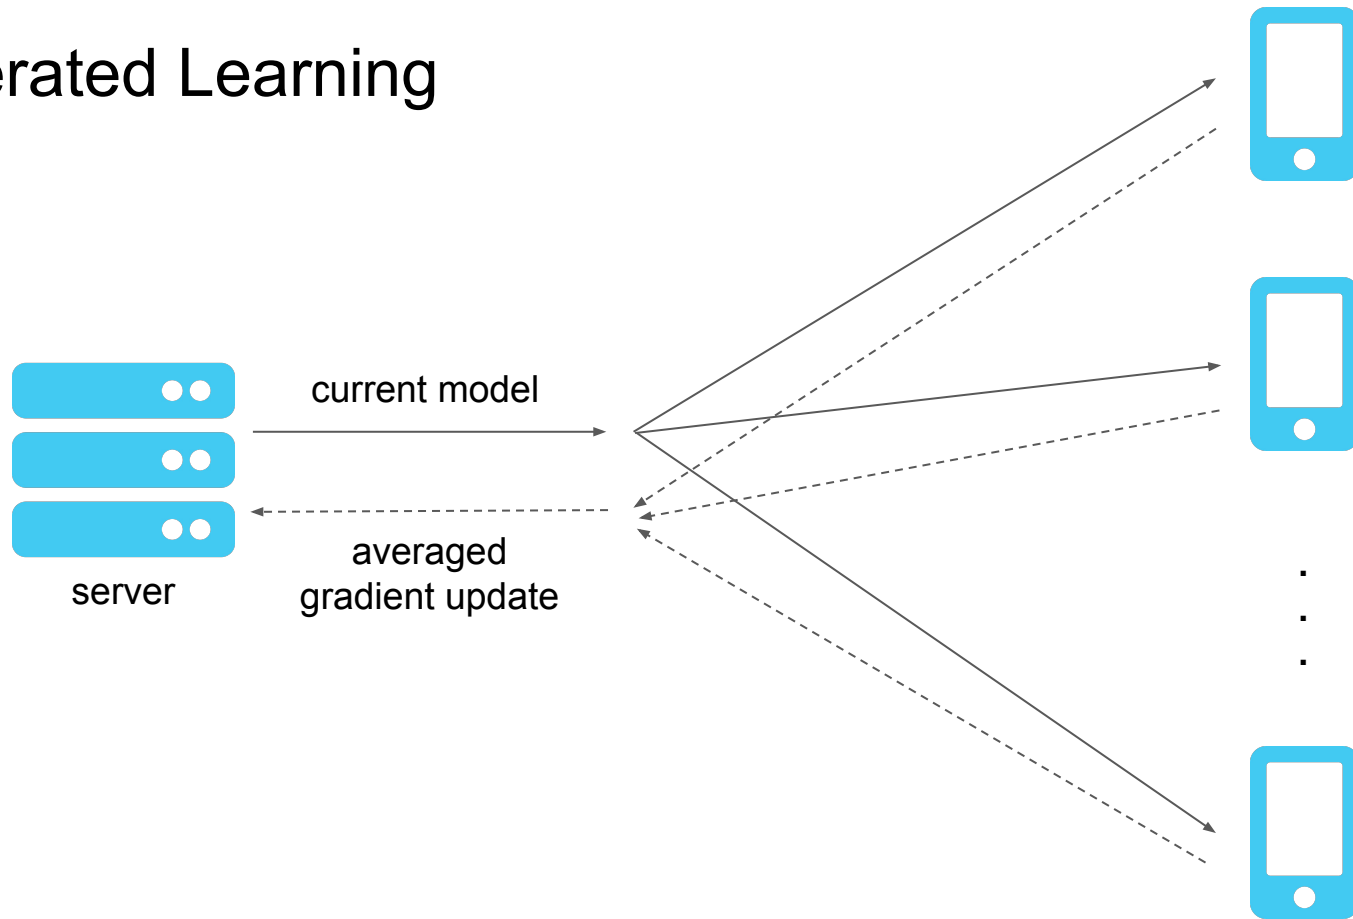 erated Learning
current model
averaged
gradient update
server
.
.
.